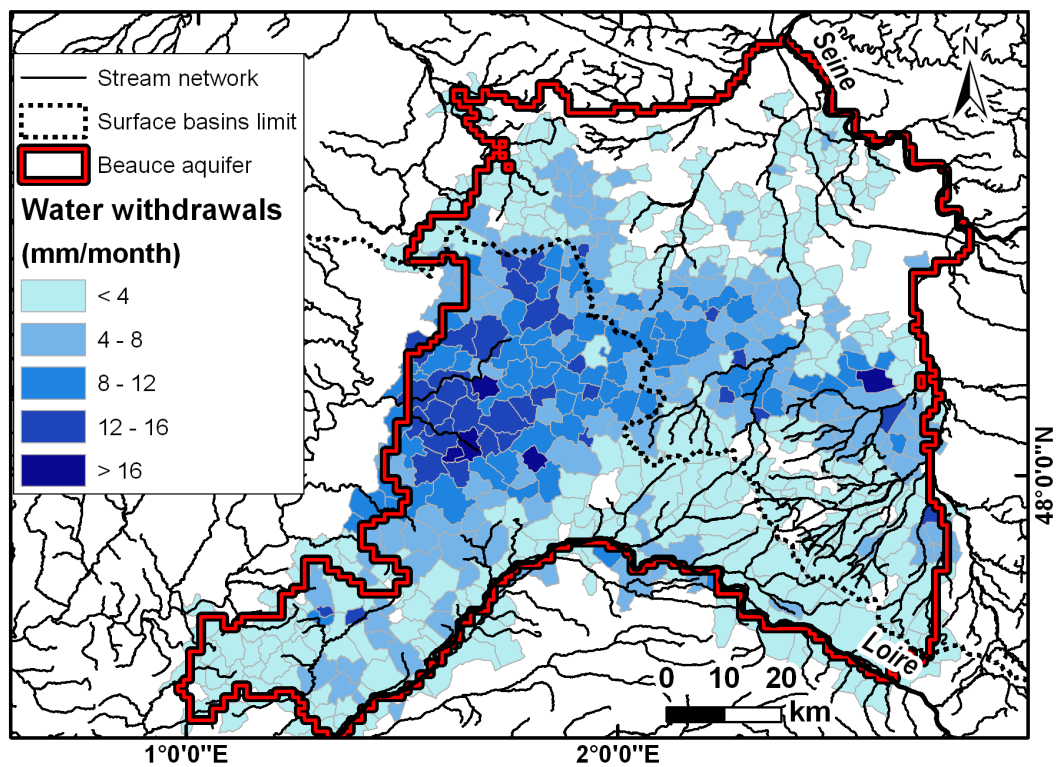 Seine
N
Stream network
Surface basins limit
Beauce aquifer
Water withdrawals
(mm/month)
< 4
4 - 8
8 - 12
12 - 16
> 16
48°0'0"N
Loire
0 10 20
km
1°0'0"E
2°0'0"E